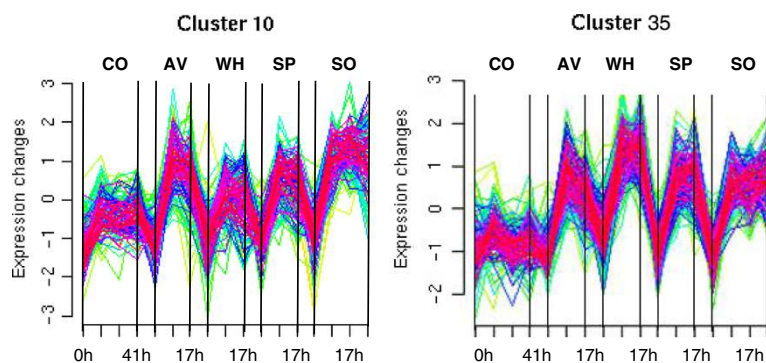 Cluster 10
CO AV WH SP SO
Expression changes
3
2
1
0
-1
-2
-3
0h 41h 17h 17h 17h 17h
Cluster 35
CO AV WH SP SO
Expression changes
3
2
1
0
-1
-2
0h 41h 17h 17h 17h 17h